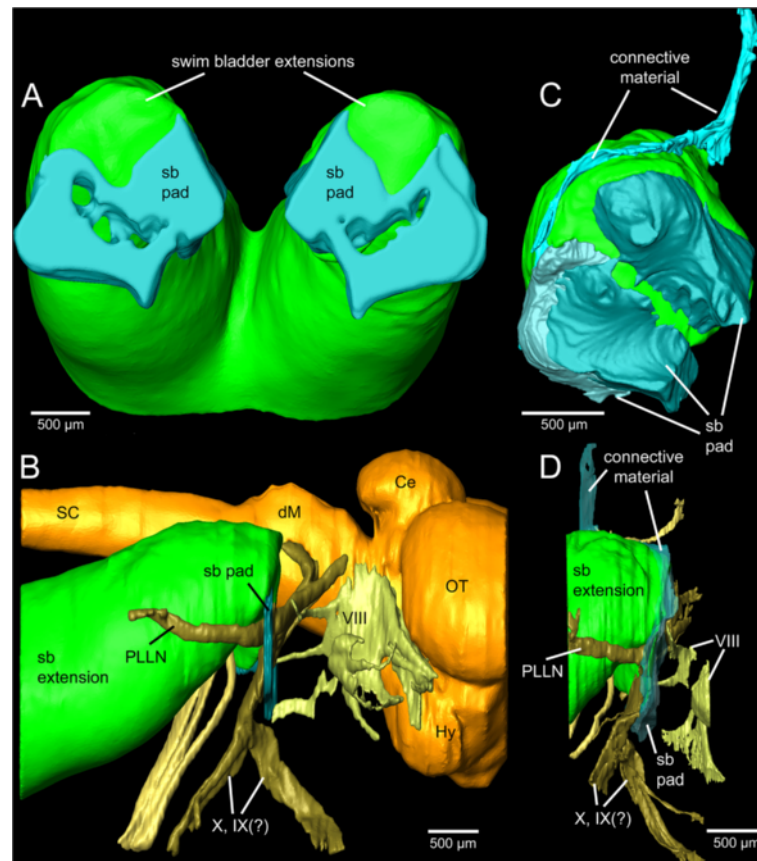 A
swim bladder extensions
sb
pad
sb
pad
500 µm
C
connective
material
sb
pad
500 µm
B
SC
dM
Ce
OT
sb pad
VIII
PLLN
sb
extension
Hy
X, IX(?)
500 µm
D
connective
material
sb
extension
PLLN
VIII
sb
pad
X, IX(?)
500 µm